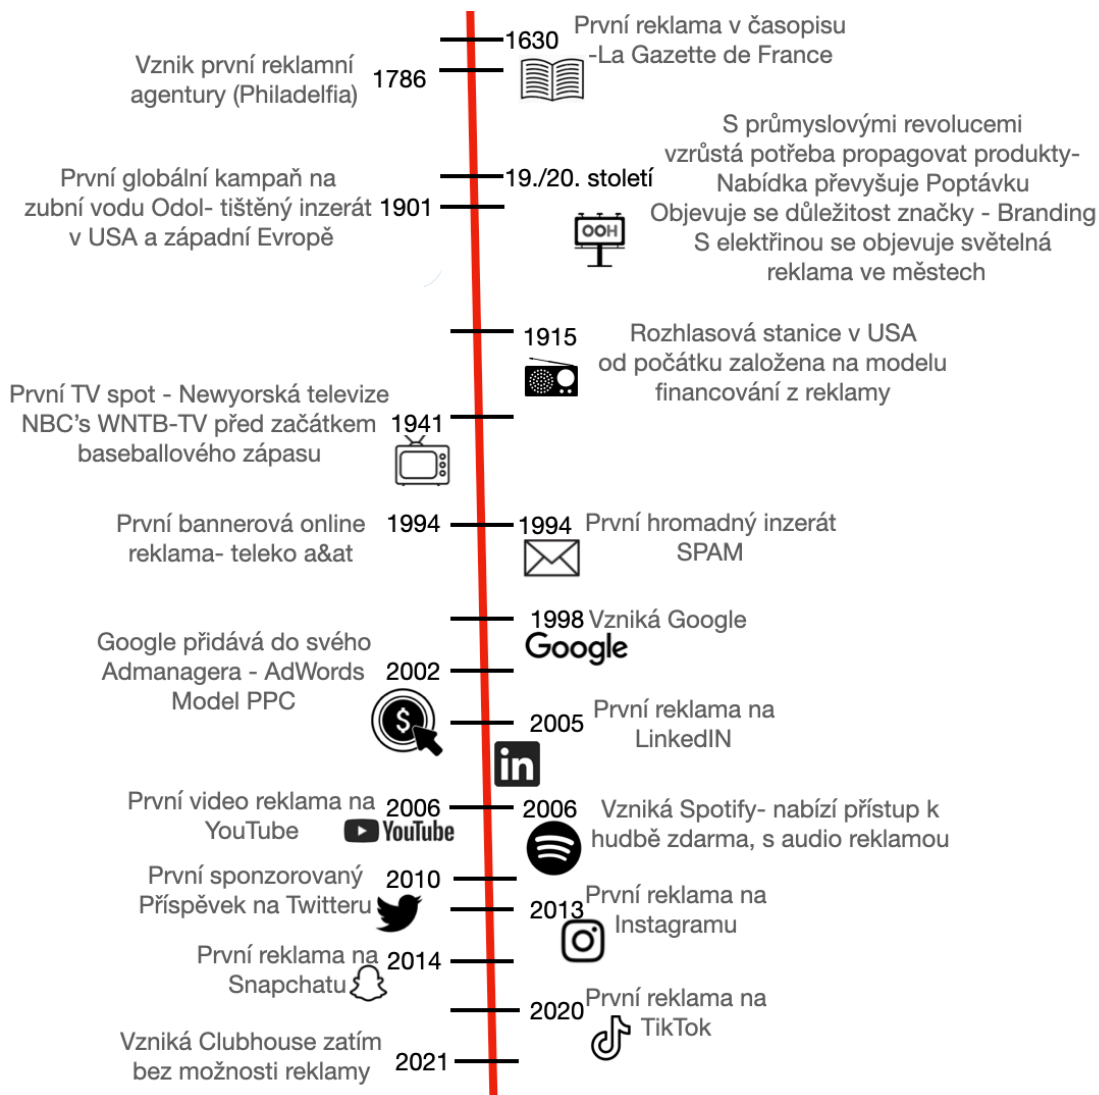 1630
První reklama v časopisu
-La Gazette de France
Vznik první reklamní
agentury (Philadelfia)
1786
S průmyslovými revolucemi
vzrůstá potřeba propagovat produkty-
Nabídka převyšuje Poptávku
Objevuje se důležitost značky - Branding
S elektřinou se objevuje světelná
reklama ve městech
19./20. století
OOH
První globální kampaň na
zubní vodu Odol- tištěný inzerát
v USA a západní Evropě
1901
1915
Rozhlasová stanice v USA
od počátku založena na modelu
financování z reklamy
První TV spot - Newyorská televize
NBC's WNTB-TV před začátkem
baseballového zápasu
1941
První bannerová online
reklama- teleko a&at
1994
1994
První hromadný inzerát
SPAM
1998 Vzniká Google
Google
Google přidává do svého
Admanagera - AdWords
Model PPC
2002
$
2005
První reklama na
LinkedIN
in
První video reklama na
YouTube
2006
YouTube
2006
Vzniká Spotify- nabízí přístup k
hudbě zdarma, s audio reklamou
První sponzorovaný
Příspěvek na Twitteru
2010
2013
První reklama na
Instagramu
První reklama na
Snapchatu
2014
2020
První reklama na
TikTok
Vzniká Clubhouse zatím
bez možnosti reklamy
2021